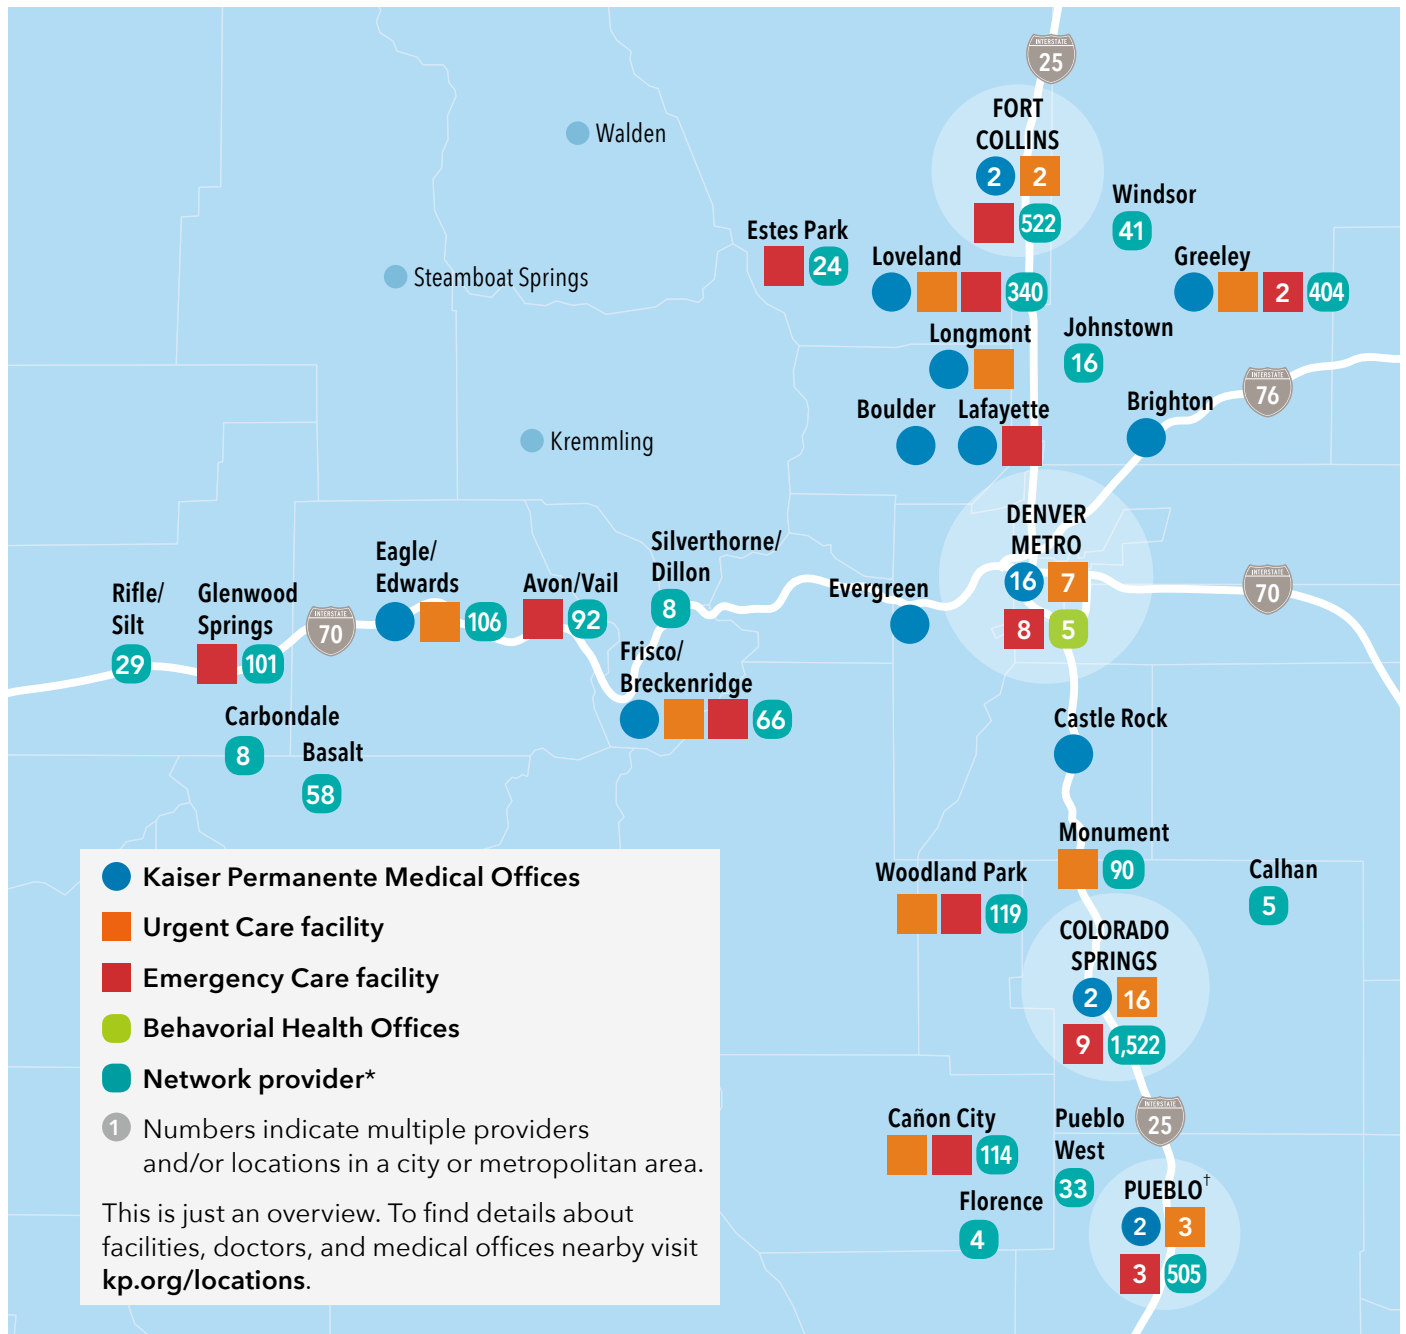 INTERSTATE
25
FORT
COLLINS
2 2
522
Walden
Windsor
41
Estes Park
24
Loveland
340
Greeley
2 404
Steamboat Springs
Longmont
Johnstown
16
INTERSTATE
76
Boulder
Lafayette
Brighton
Kremmling
DENVER
METRO
16 7
8 5
Silverthorne/
Dillon
8
Eagle/
Edwards
106
Avon/Vail
92
Evergreen
INTERSTATE
70
Rifle/
Silt
29
Glenwood
Springs
101
INTERSTATE
70
Frisco/
Breckenridge
66
Carbondale
8
Basalt
58
Castle Rock
Monument
90
Woodland Park
119
Calhan
5
COLORADO
SPRINGS
2 16
9 1,522
Cañon City
114
Pueblo
West
33
INTERSTATE
25
Florence
4
PUEBLO†
2 3
3 505
Kaiser Permanente Medical Offices
Urgent Care facility
Emergency Care facility
Behavorial Health Offices
Network provider*
1 Numbers indicate multiple providers
and/or locations in a city or metropolitan area.
This is just an overview. To find details about
facilities, doctors, and medical offices nearby visit
kp.org/locations.